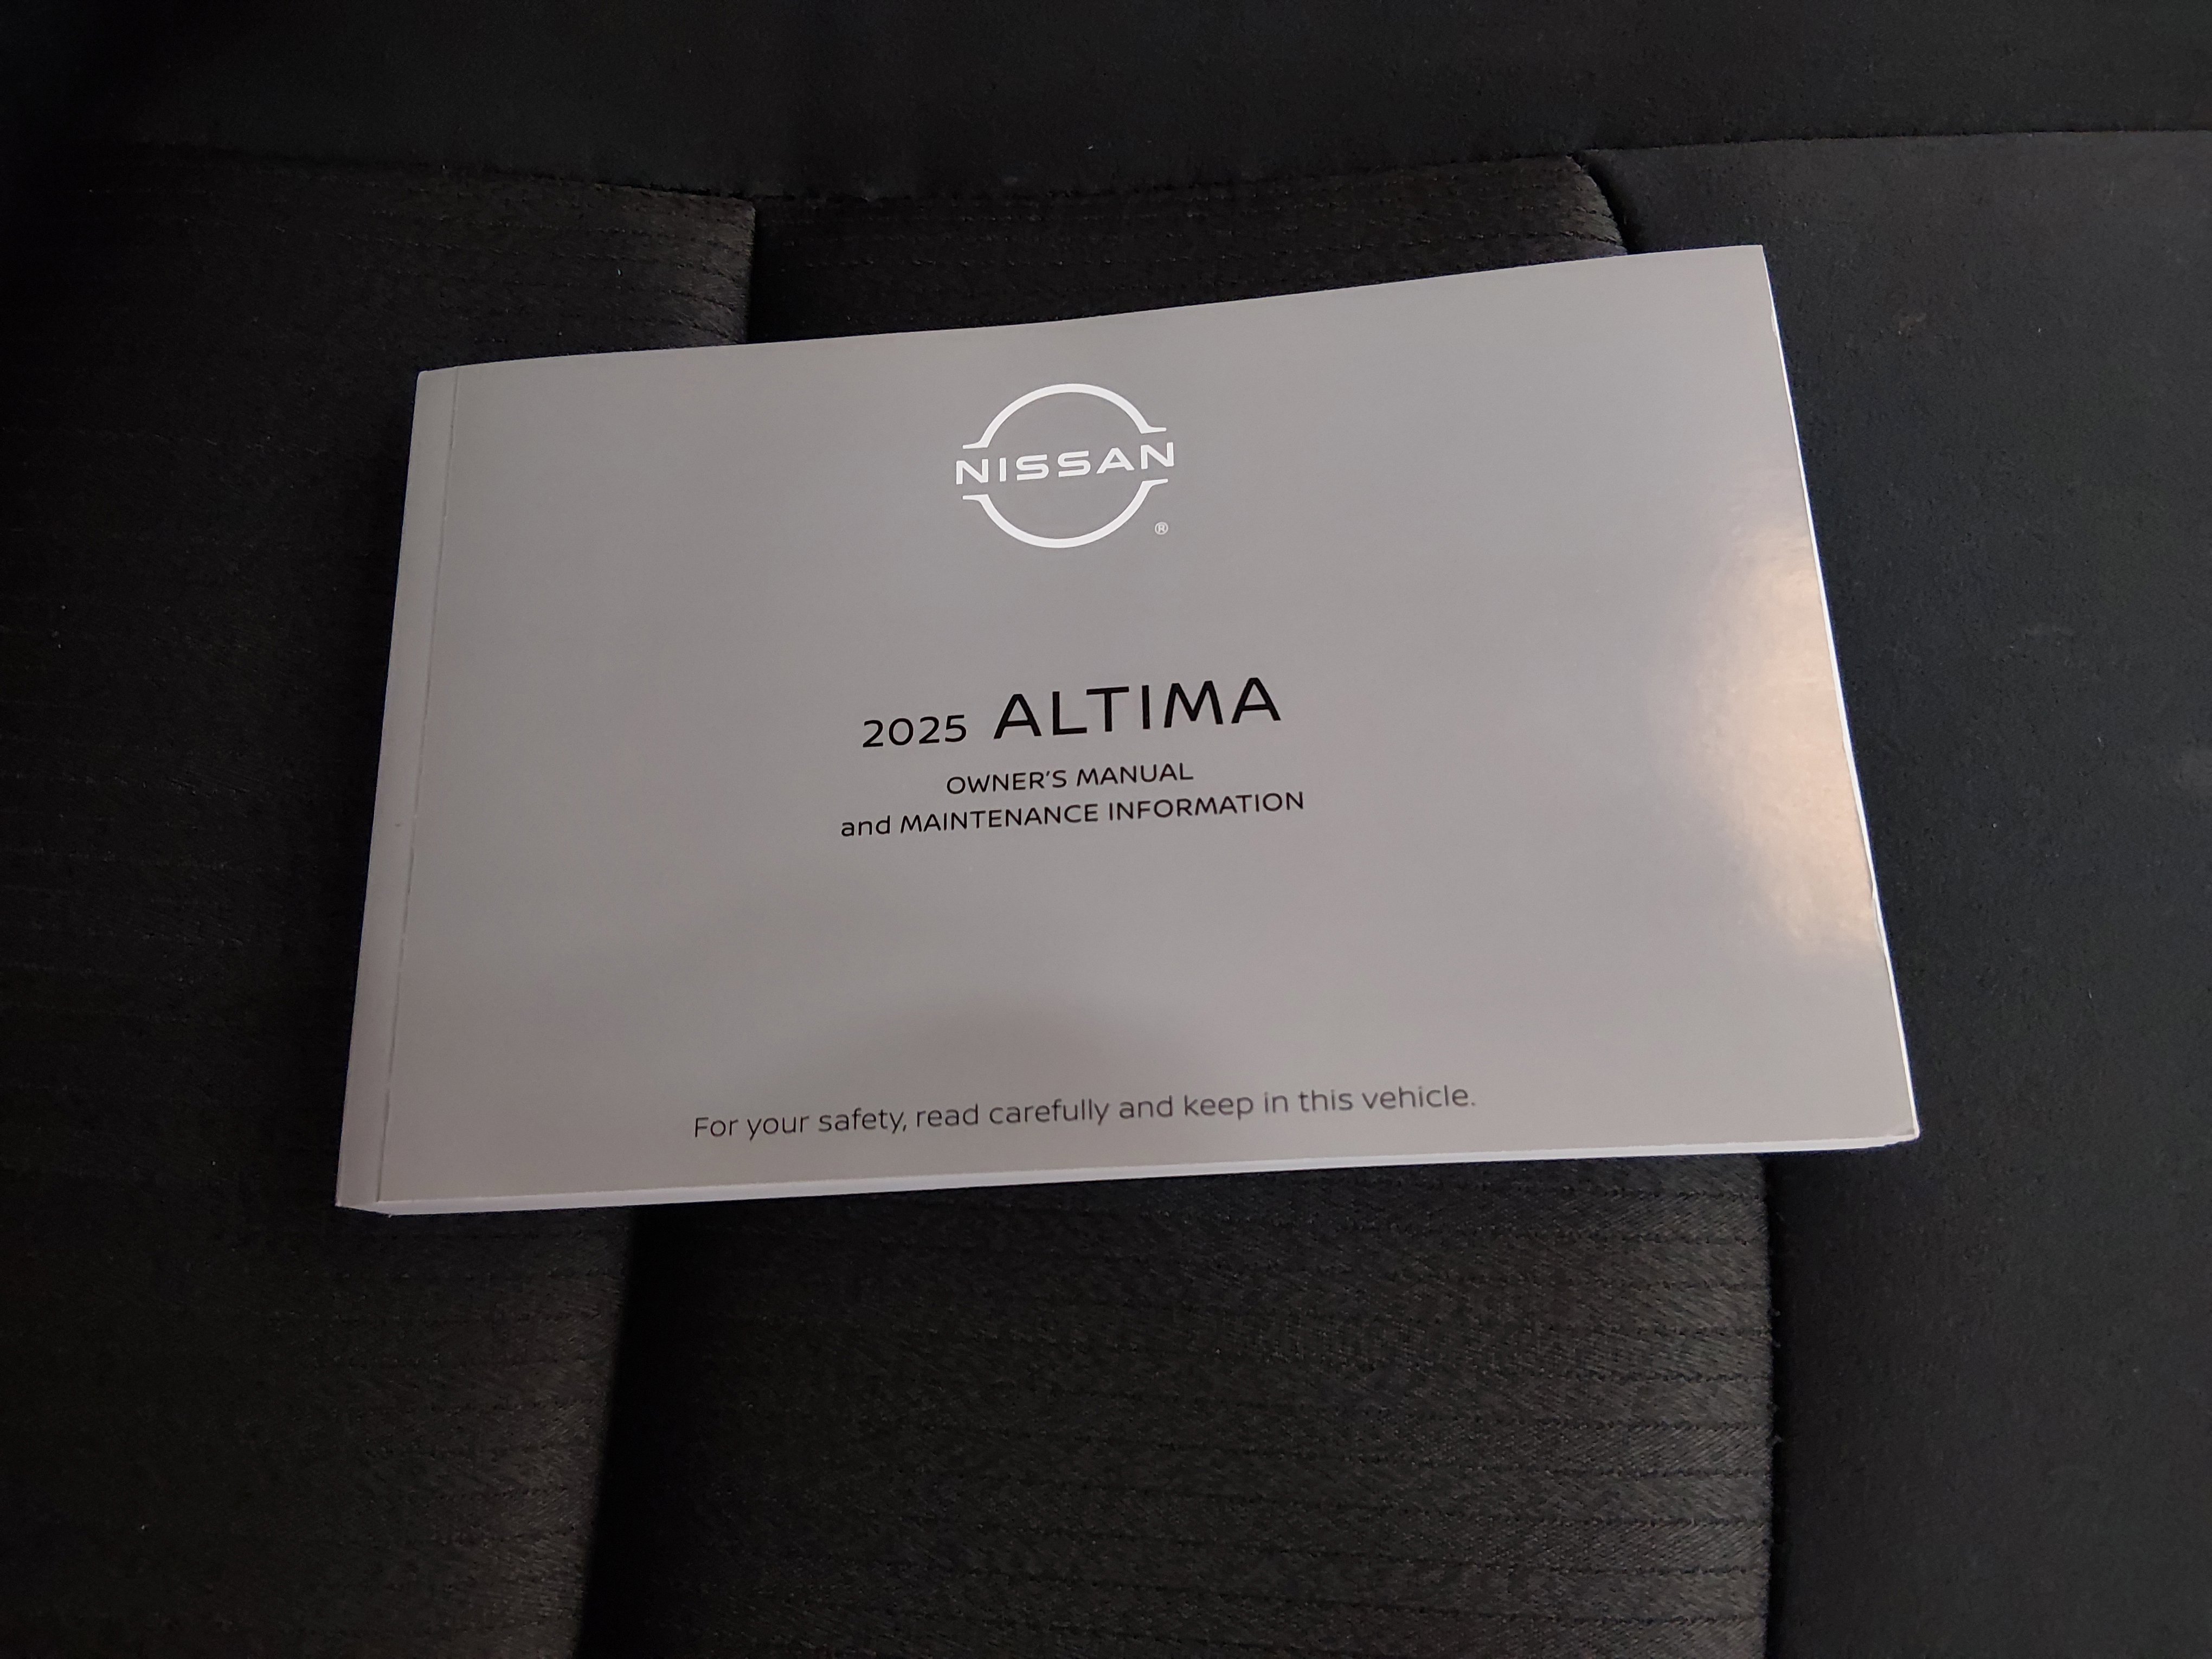 NISSAN
®
2025 ALTIMA
OWNER'S MANUAL
and MAINTENANCE INFORMATION
For your safety, read carefully and keep in this vehicle.